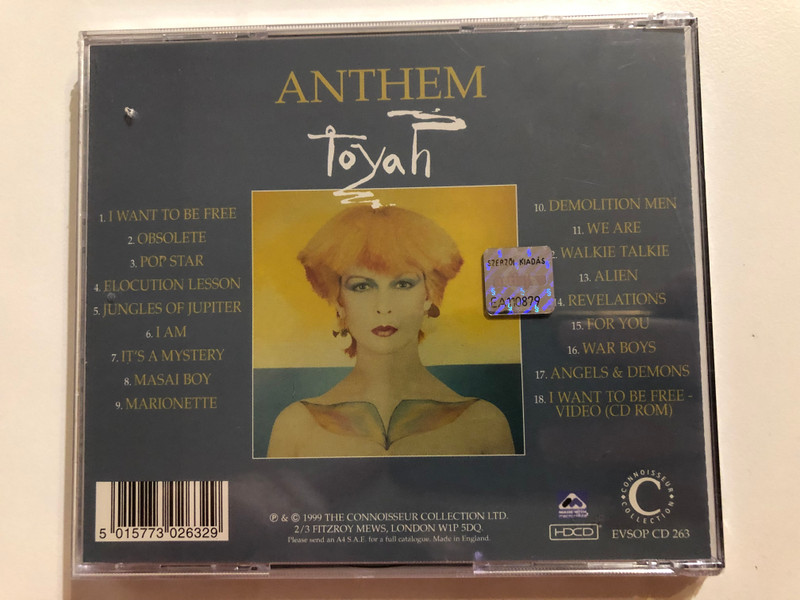 ANTHEM
toyah
1. I WANT TO BE FREE
2. OBSOLETE
3. POP STAR
4. ELOCUTION LESSON
5. JUNGLES OF JUPITER
6. I AM
7. IT'S A MYSTERY
8. MASAI BOY
9. MARIONETTE
10. DEMOLITION MEN
11. WE ARE
2. WALKIE TALKIE
13. ALIEN
14. REVELATIONS
15. FOR YOU
16. WAR BOYS
17. ANGELS & DEMONS
18. I WANT TO BE FREE -
VIDEO (CD ROM)
SZERZŐI KIADÁS
5 015773 026329
℗ & © 1999 THE CONNOISSEUR COLLECTION LTD.
2/3 FITZROY MEWS, LONDON W1P 5DQ.
Please send an A4 S.A.E. for a full catalogue. Made in England.
HDCD
CONNOISSEUR
C
COLLECTION
EVSOP CD 263